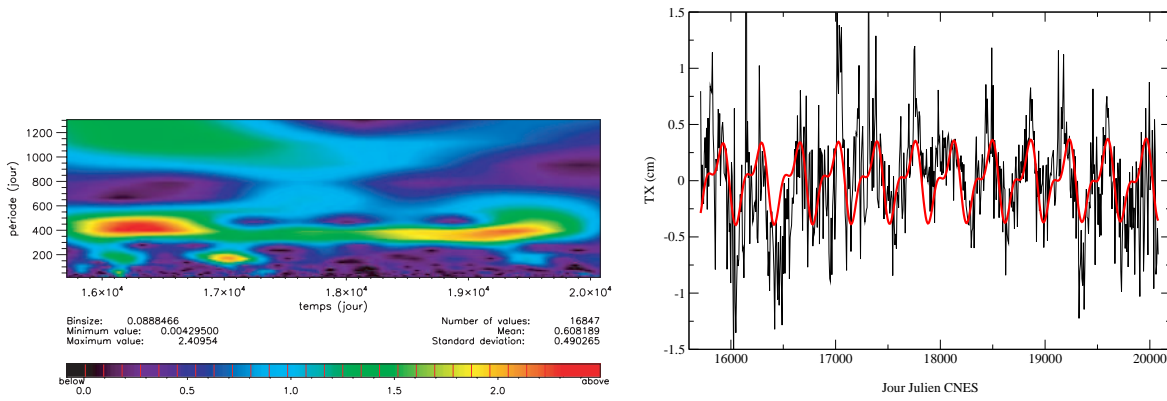 période (jour)
1200
1000
800
600
400
200
1.6×10⁴
1.7×10⁴
1.8×10⁴
1.9×10⁴
2.0×10⁴
temps (jour)
Binsize: 0.0888466
Minimum value: 0.00429500
Maximum value: 2.40954
Number of values: 16847
Mean: 0.608189
Standard deviation: 0.490265
below
0.0
0.5
1.0
1.5
2.0
above
TX (cm)
1.5
1
0.5
0
-0.5
-1
-1.5
16000
17000
18000
19000
20000
Jour Julien CNES